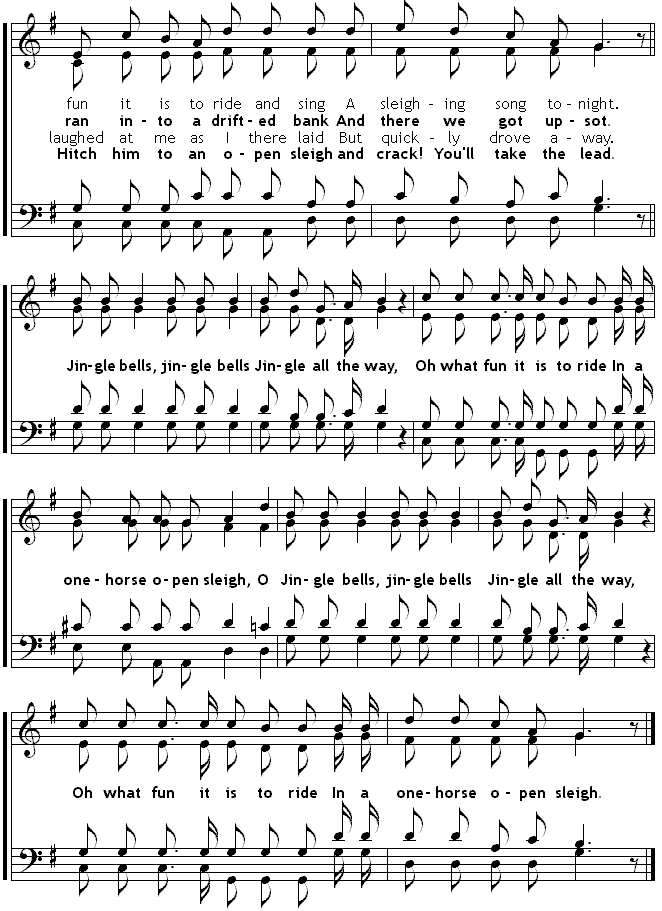 fun it is to ride and sing A sleigh - ing song to - night.
ran in - to a drift - ed bank And there we got up - sot.
laughed at me as I there laid But quick - ly drove a - way.
Hitch him to an o - pen sleigh and crack! You'll take the lead.
Jin - gle bells, jin - gle bells Jin - gle all the way, Oh what fun it is to ride In a
one - horse o - pen sleigh, O Jin - gle bells, jin - gle bells Jin - gle all the way,
Oh what fun it is to ride In a one - horse o - pen sleigh.